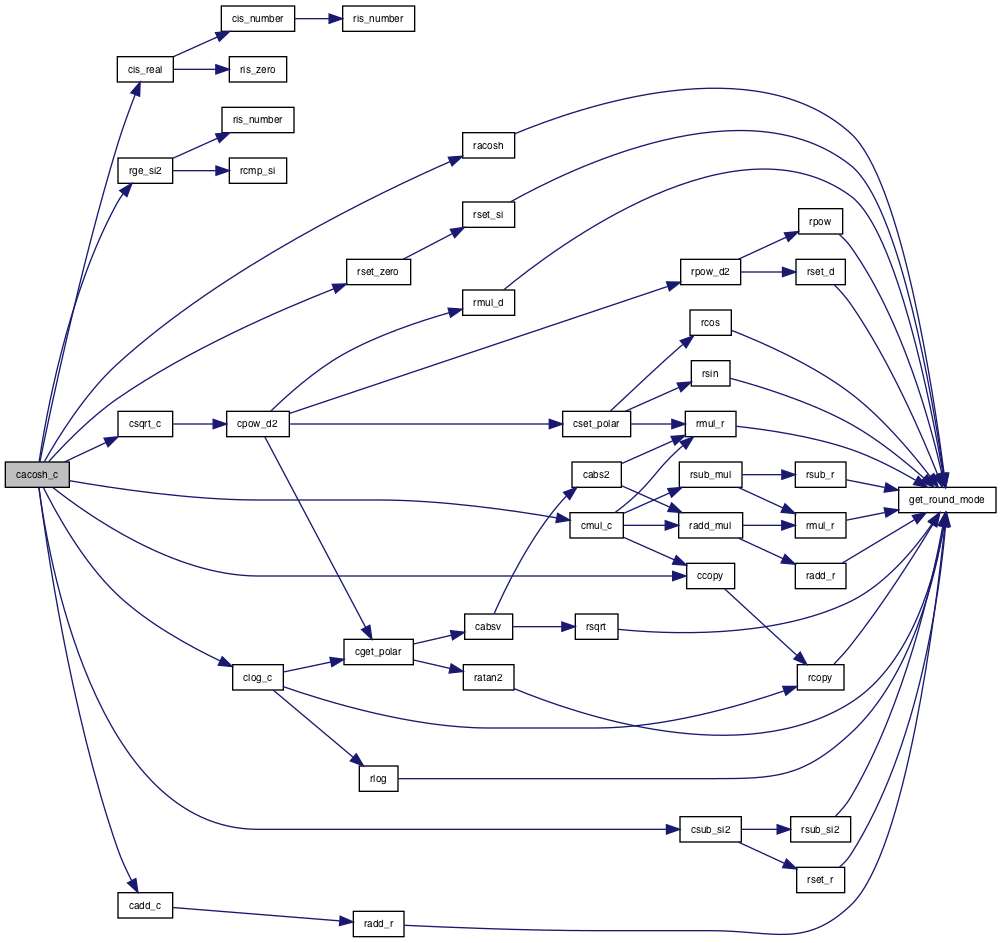 cis_number
ris_number
cis_real
ris_zero
ris_number
racosh
rge_si2
rcmp_si
rset_si
rpow
rset_zero
rpow_d2
rset_d
rmul_d
rcos
rsin
csqrt_c
cpow_d2
cset_polar
rmul_r
cacosh_c
cabs2
rsub_mul
rsub_r
get_round_mode
cmul_c
radd_mul
rmul_r
ccopy
radd_r
cabsv
rsqrt
cget_polar
clog_c
ratan2
rcopy
rlog
csub_si2
rsub_si2
rset_r
cadd_c
radd_r